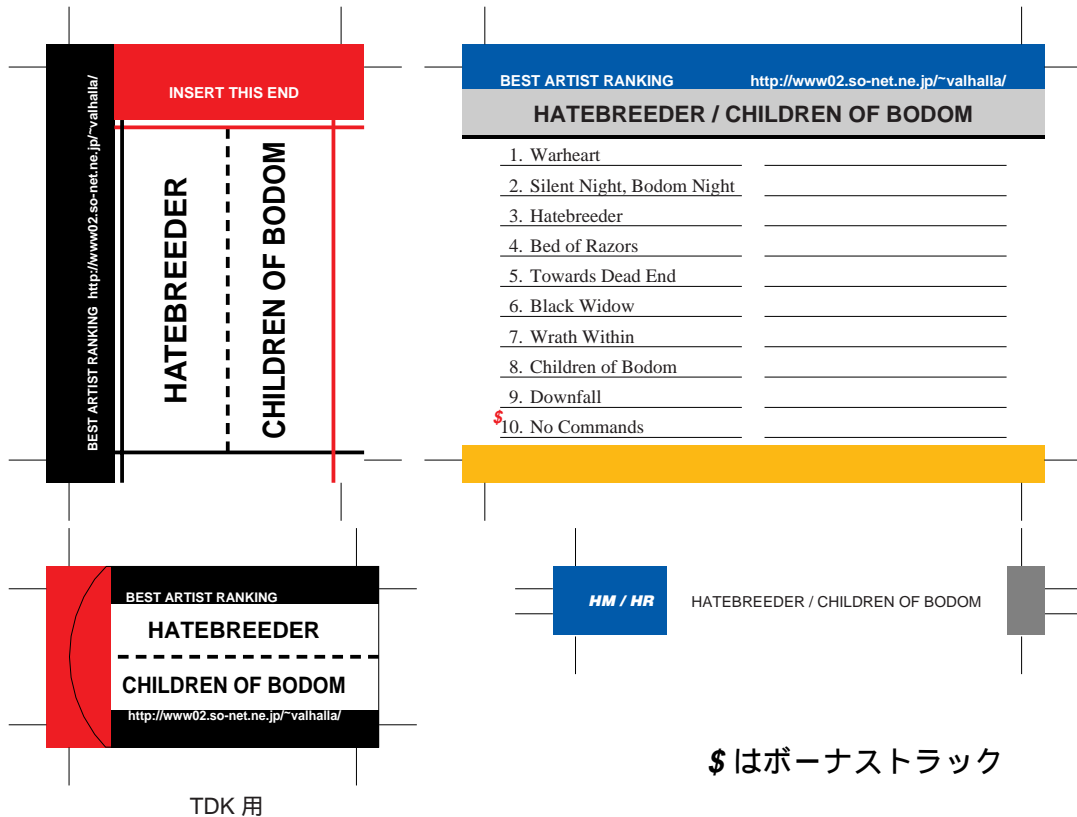 INSERT THIS END
BEST ARTIST RANKING http://www02.so-net.ne.jp/~valhalla/
HATEBREEDER
CHILDREN OF BODOM
BEST ARTIST RANKING http://www02.so-net.ne.jp/~valhalla/
HATEBREEDER / CHILDREN OF BODOM
1. Warheart
2. Silent Night, Bodom Night
3. Hatebreeder
4. Bed of Razors
5. Towards Dead End
6. Black Widow
7. Wrath Within
8. Children of Bodom
9. Downfall
$10. No Commands
BEST ARTIST RANKING
HATEBREEDER
CHILDREN OF BODOM
http://www02.so-net.ne.jp/~valhalla/
TDK 用
HM / HR HATEBREEDER / CHILDREN OF BODOM
$ はボーナストラック